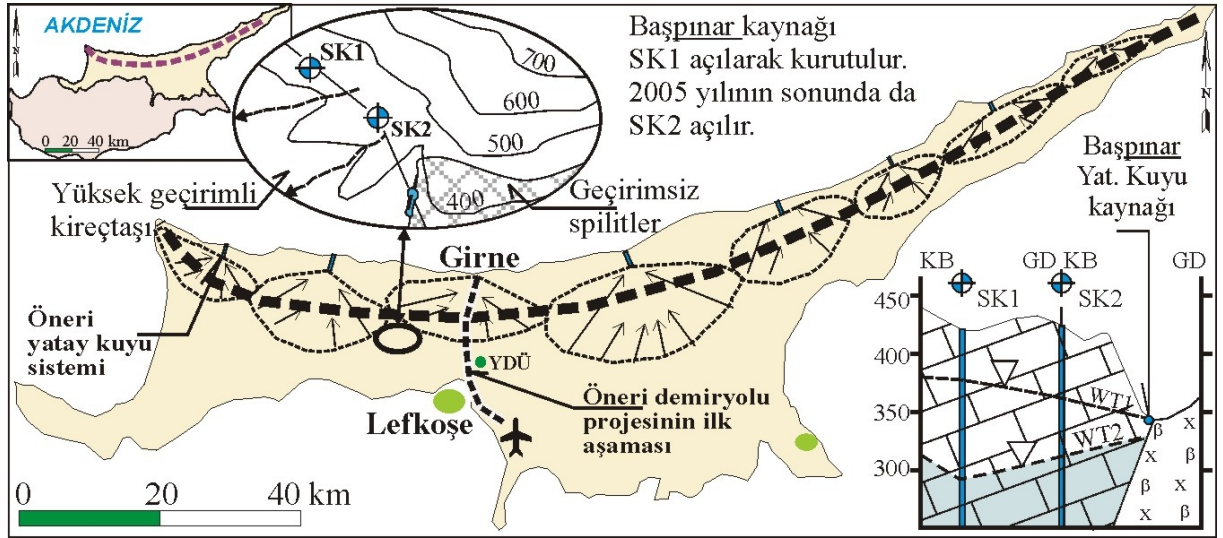 AKDENİZ
N
0 20 40 km
SK1
SK2
700
600
500
400
Başpınar kaynağı
SK1 açılarak kurutulur.
2005 yılının sonunda da
SK2 açılır.
N
Yüksek geçirimli
kireçtaşı
Geçirimsiz
spilitler
Başpınar
Yat. Kuyu
kaynağı
Girne
Öneri
yatay kuyu
sistemi
YDÜ
Lefkoşe
Öneri demiryolu
projesinin ilk
aşaması
0 20 40 km
KB GD KB GD
SK1 SK2
450
400
350
300
WT1
WT2
β x
x β
β x
x β